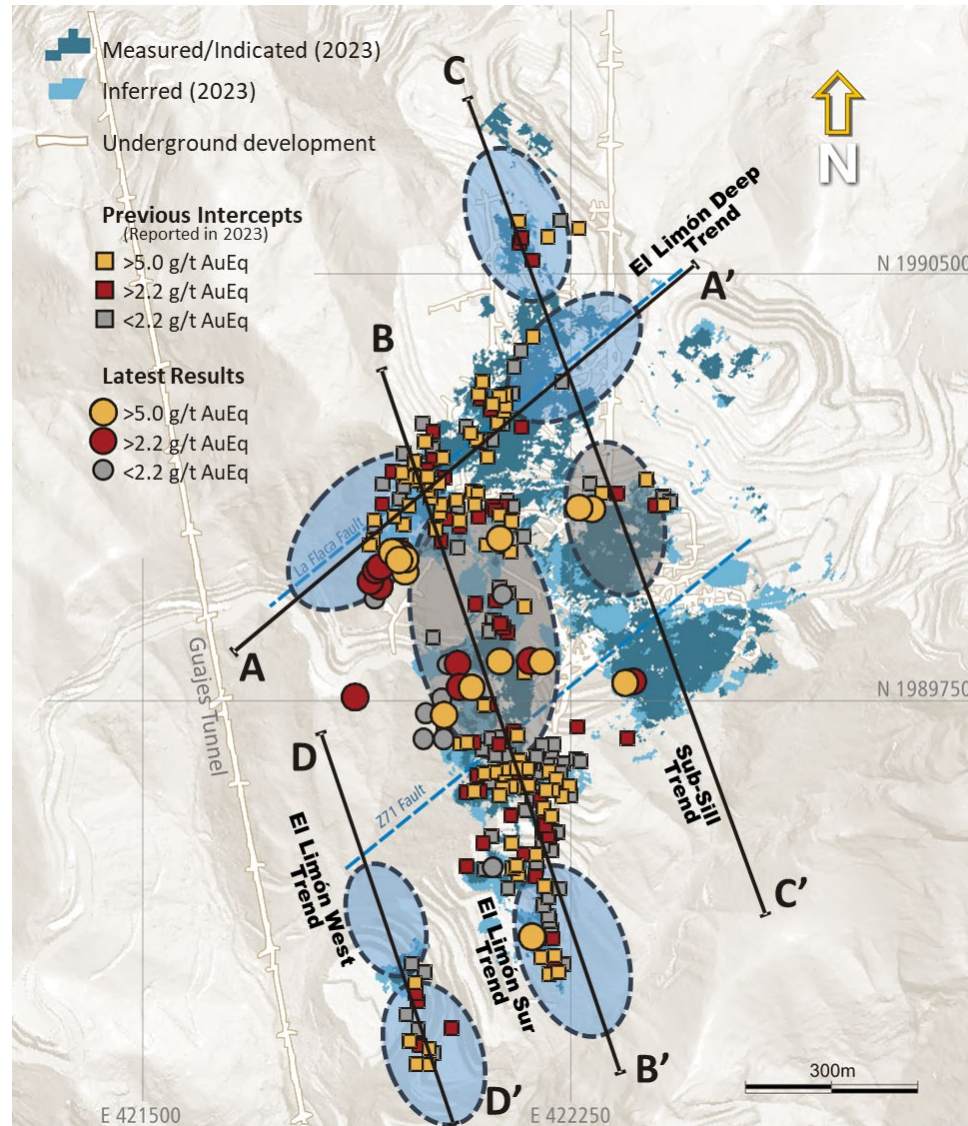 Measured/Indicated (2023)
Inferred (2023)
Underground development
Previous Intercepts
(Reported in 2023)
>5.0 g/t AuEq
>2.2 g/t AuEq
<2.2 g/t AuEq
Latest Results
>5.0 g/t AuEq
>2.2 g/t AuEq
<2.2 g/t AuEq
N
C
El Limón Deep
Trend
N 1990500
A'
B
La Flaca Fault
A
Guajes Tunnel
N 1989750
D
Z71 Fault
Sub-Sill
Trend
El Limón West
Trend
C'
El Limón Sur
Trend
B'
D'
300m
E 421500
E 422250